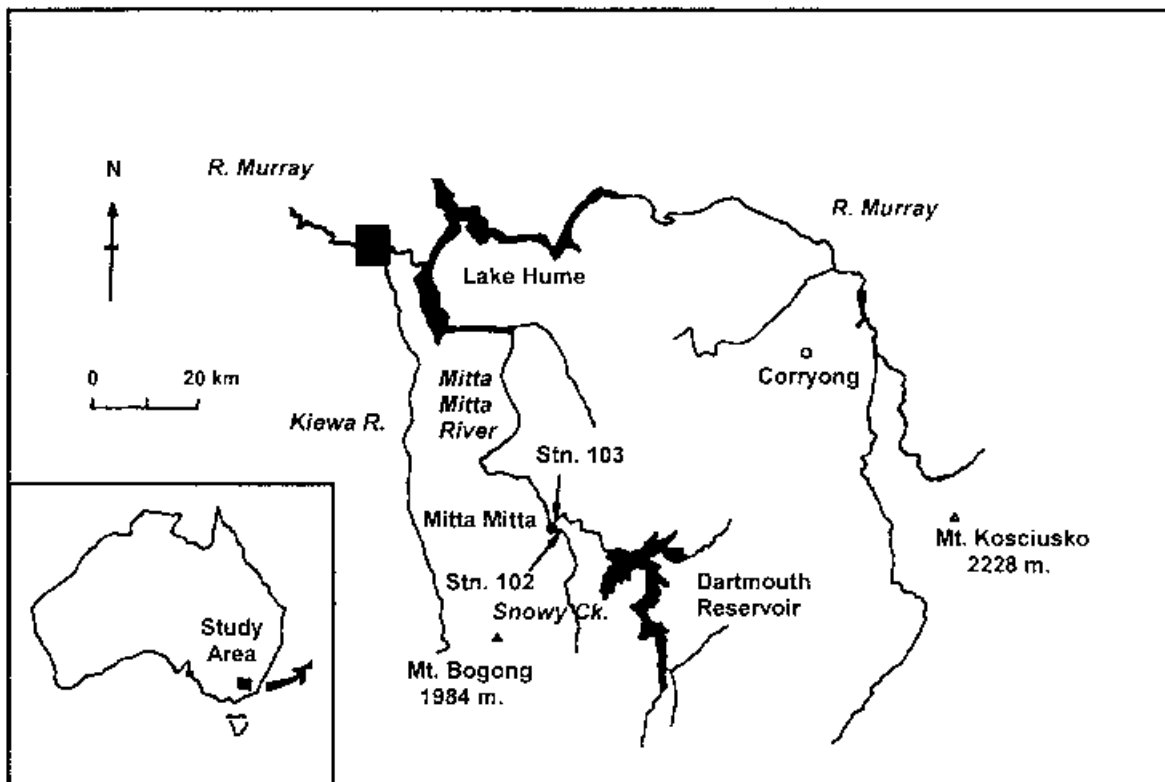 N
R. Murray
R. Murray
Lake Hume
0 20 km
Corryong
Mitta
Mitta
River
Kiewa R.
Stn. 103
Mitta Mitta
Stn. 102
Snowy Ck.
Dartmouth
Reservoir
Mt. Kosciusko
2228 m.
Mt. Bogong
1984 m.
Study
Area